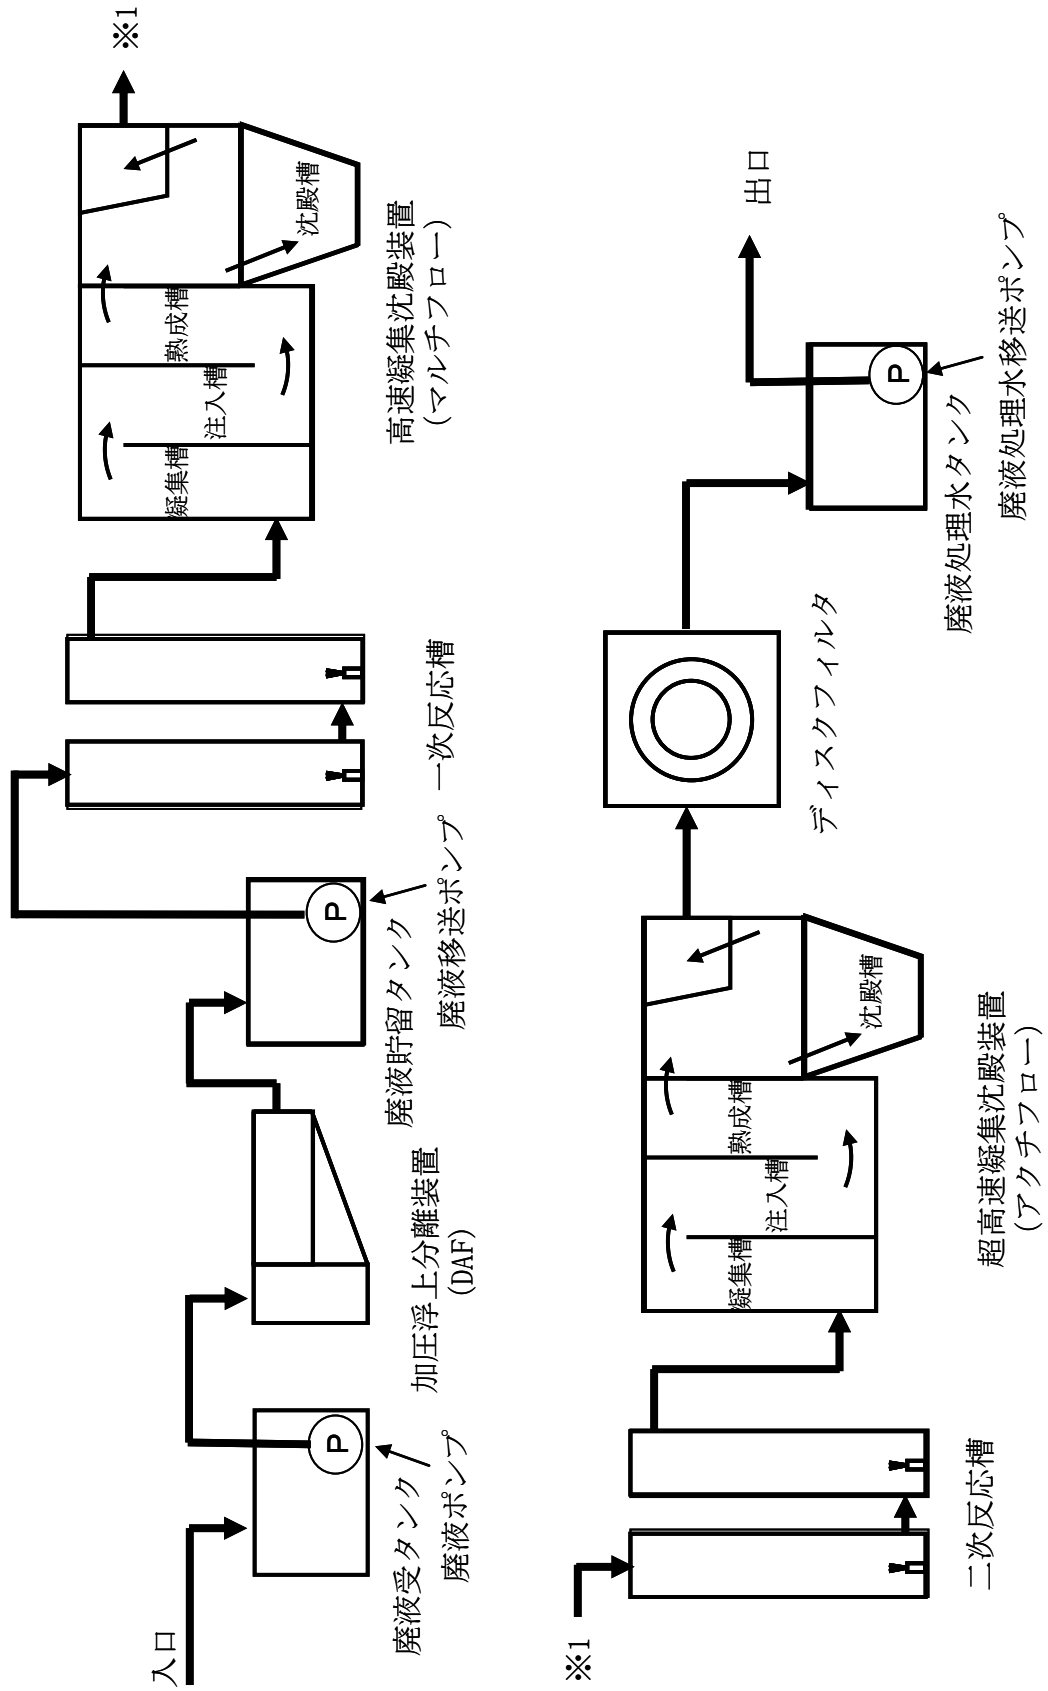 入口
廃液受タンク
P
廃液ポンプ
加圧浮上分離装置
(DAF)
廃液貯留タンク
P
廃液移送ポンプ
一次反応槽
凝集槽
注入槽
熟成槽
沈殿槽
高速凝集沈殿装置
(マルチフロー)
※1
※1
二次反応槽
凝集槽
注入槽
熟成槽
沈殿槽
超高速凝集沈殿装置
(アクチフロー)
ディスクフィルタ
廃液処理水タンク
P
廃液処理水移送ポンプ
出口